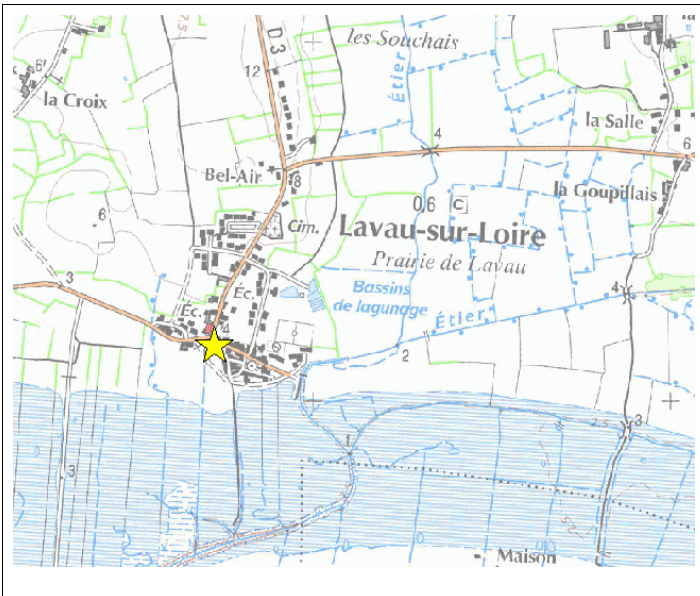 les Souchais
D 3
12
Étier
6
la Croix
la Salle
4
6
Bel-Air
8
la Goupillais
0,6
C
6
Cim.
Lavau-sur-Loire
Prairie de Lavau
3
Éc.
Bassins
de lagunage
4
Éc.
Étier
4
2
3
2,5
1
3
Maison